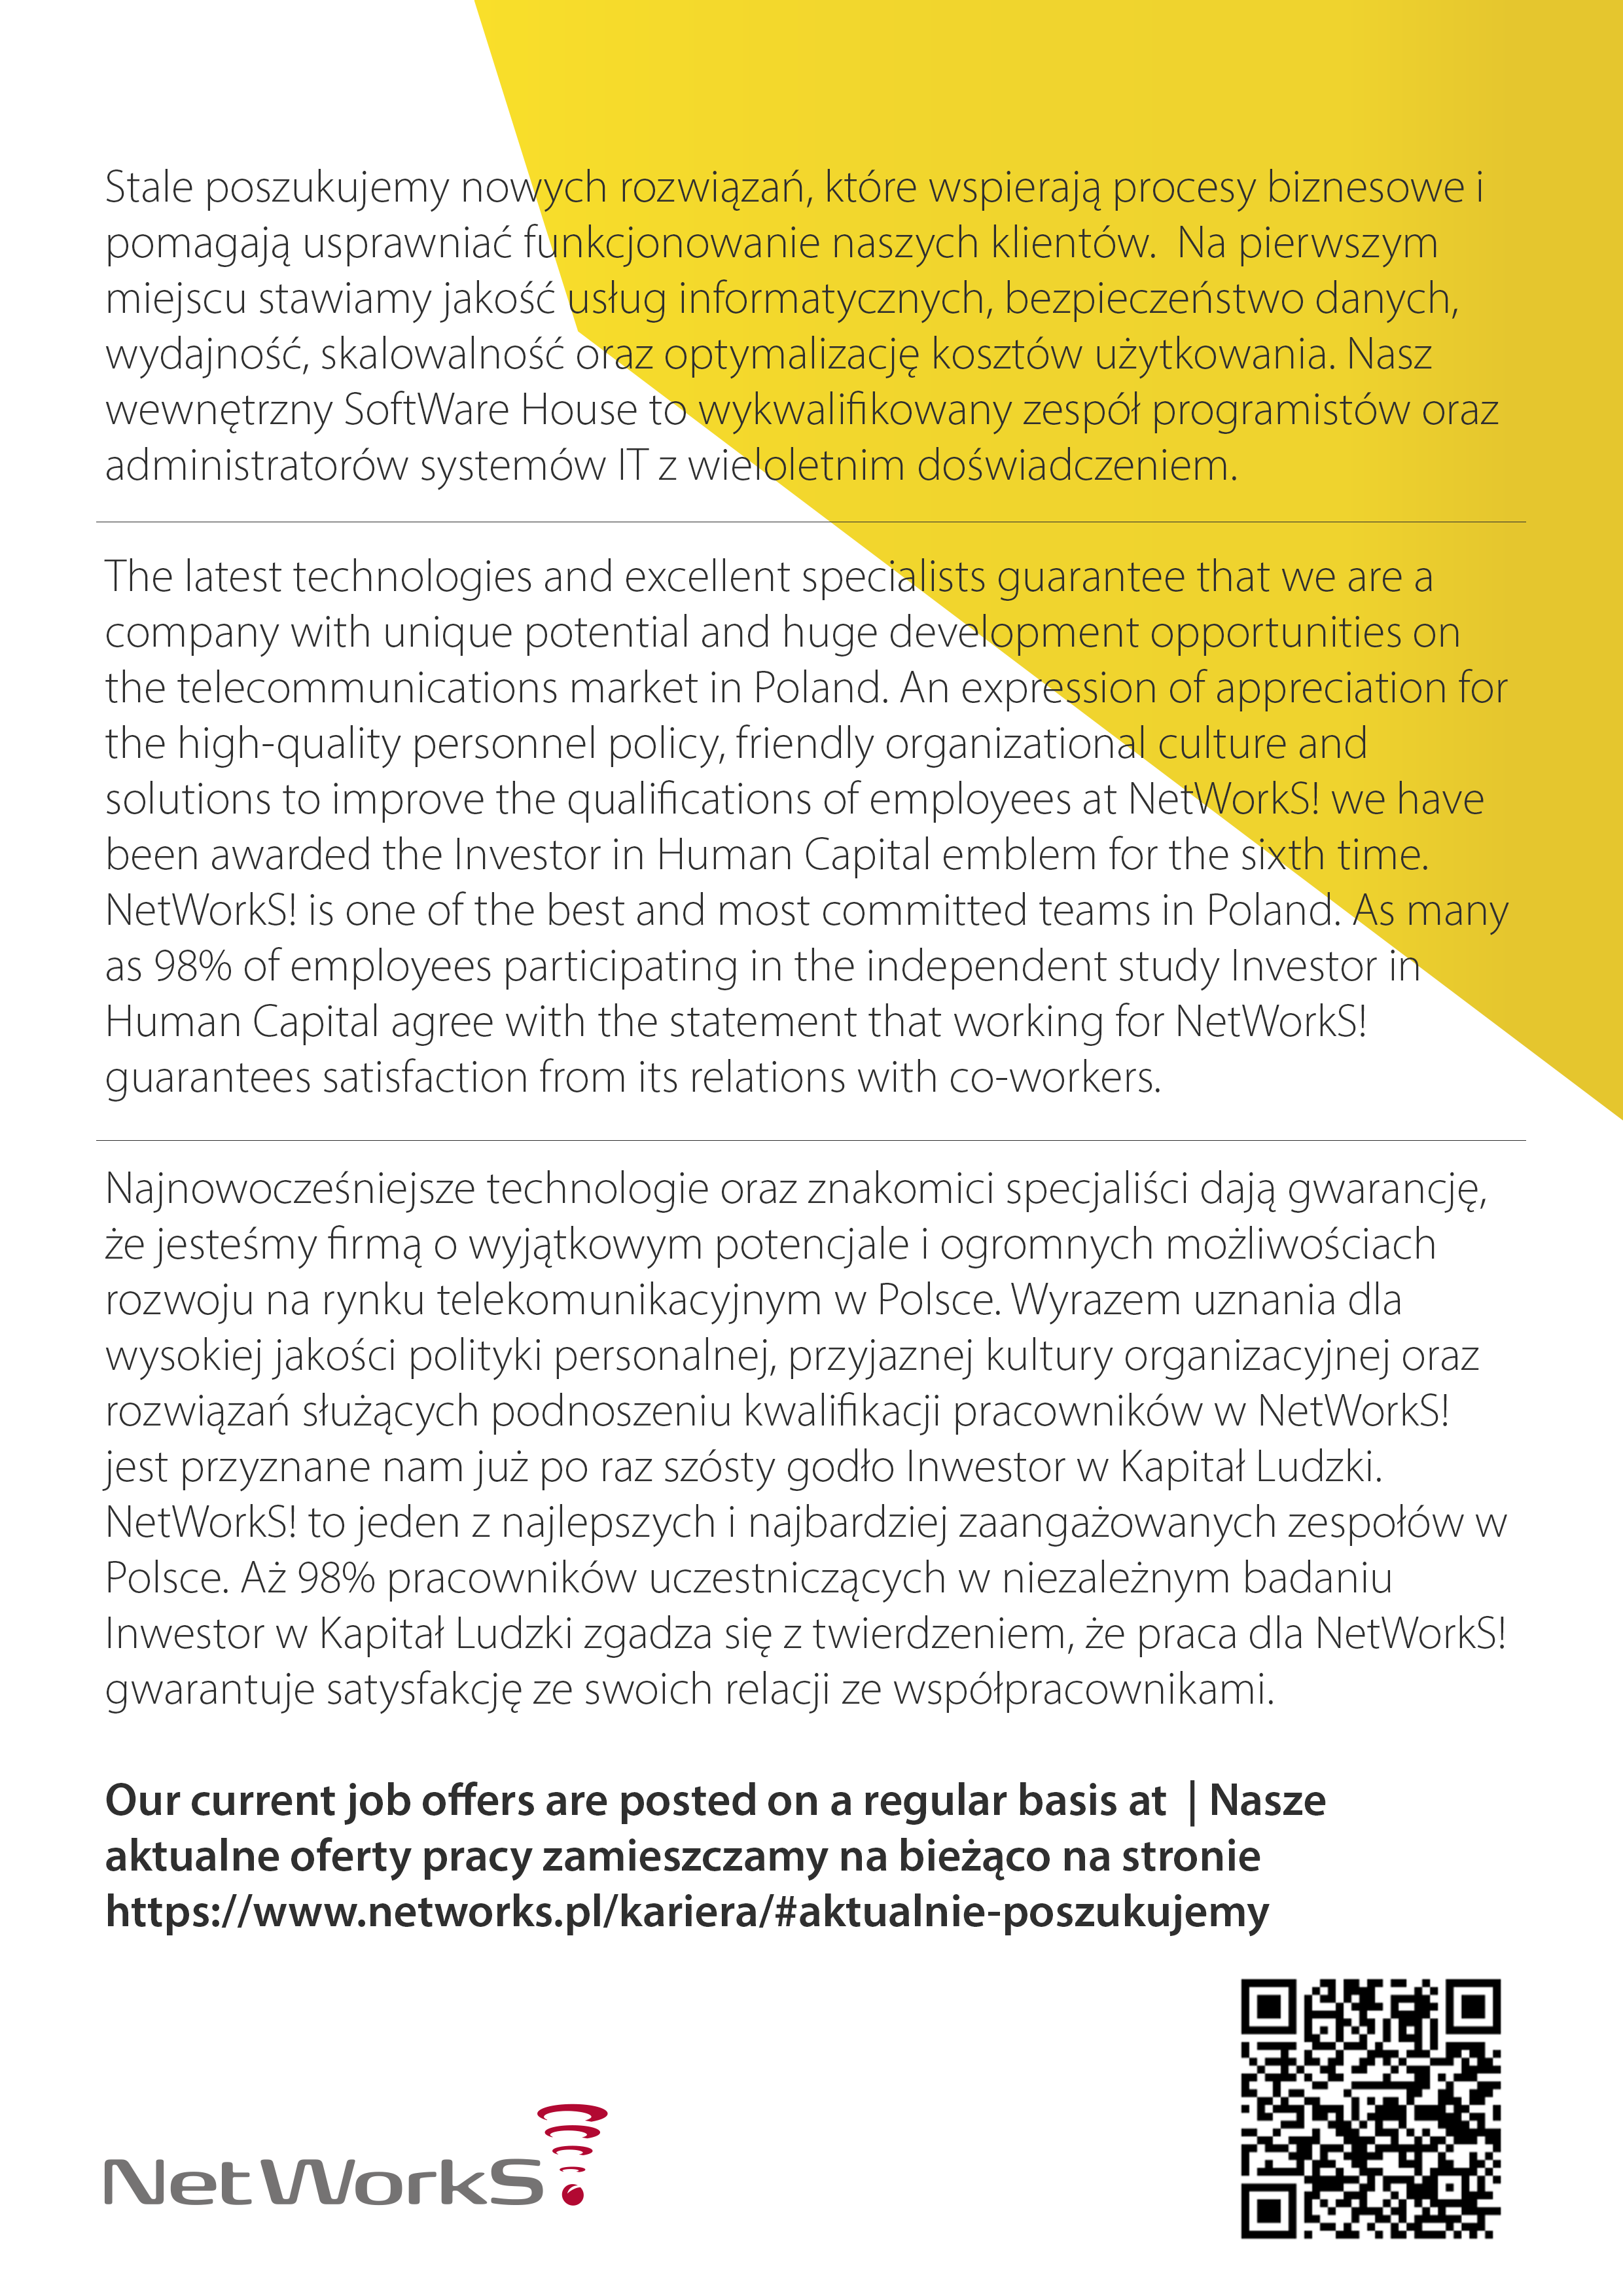 Stale poszukujemy nowych rozwiązań, które wspierają procesy biznesowe i
pomagają usprawniać funkcjonowanie naszych klientów.  Na pierwszym
miejscu stawiamy jakość usług informatycznych, bezpieczeństwo danych,
wydajność, skalowalność oraz optymalizację kosztów użytkowania. Nasz
wewnętrzny SoftWare House to wykwalifikowany zespół programistów oraz
administratorów systemów IT z wieloletnim doświadczeniem.
The latest technologies and excellent specialists guarantee that we are a
company with unique potential and huge development opportunities on
the telecommunications market in Poland. An expression of appreciation for
the high-quality personnel policy, friendly organizational culture and
solutions to improve the qualifications of employees at NetWorkS! we have
been awarded the Investor in Human Capital emblem for the sixth time.
NetWorkS! is one of the best and most committed teams in Poland. As many
as 98% of employees participating in the independent study Investor in
Human Capital agree with the statement that working for NetWorkS!
guarantees satisfaction from its relations with co-workers.
Najnowocześniejsze technologie oraz znakomici specjaliści dają gwarancję,
że jesteśmy firmą o wyjątkowym potencjale i ogromnych możliwościach
rozwoju na rynku telekomunikacyjnym w Polsce. Wyrazem uznania dla
wysokiej jakości polityki personalnej, przyjaznej kultury organizacyjnej oraz
rozwiązań służących podnoszeniu kwalifikacji pracowników w NetWorkS!
jest przyznane nam już po raz szósty godło Inwestor w Kapitał Ludzki.
NetWorkS! to jeden z najlepszych i najbardziej zaangażowanych zespołów w
Polsce. Aż 98% pracowników uczestniczących w niezależnym badaniu
Inwestor w Kapitał Ludzki zgadza się z twierdzeniem, że praca dla NetWorkS!
gwarantuje satysfakcję ze swoich relacji ze współpracownikami.
Our current job offers are posted on a regular basis at  | Nasze
aktualne oferty pracy zamieszczamy na bieżąco na stronie
https://www.networks.pl/kariera/#aktualnie-poszukujemy
NetWorkS!